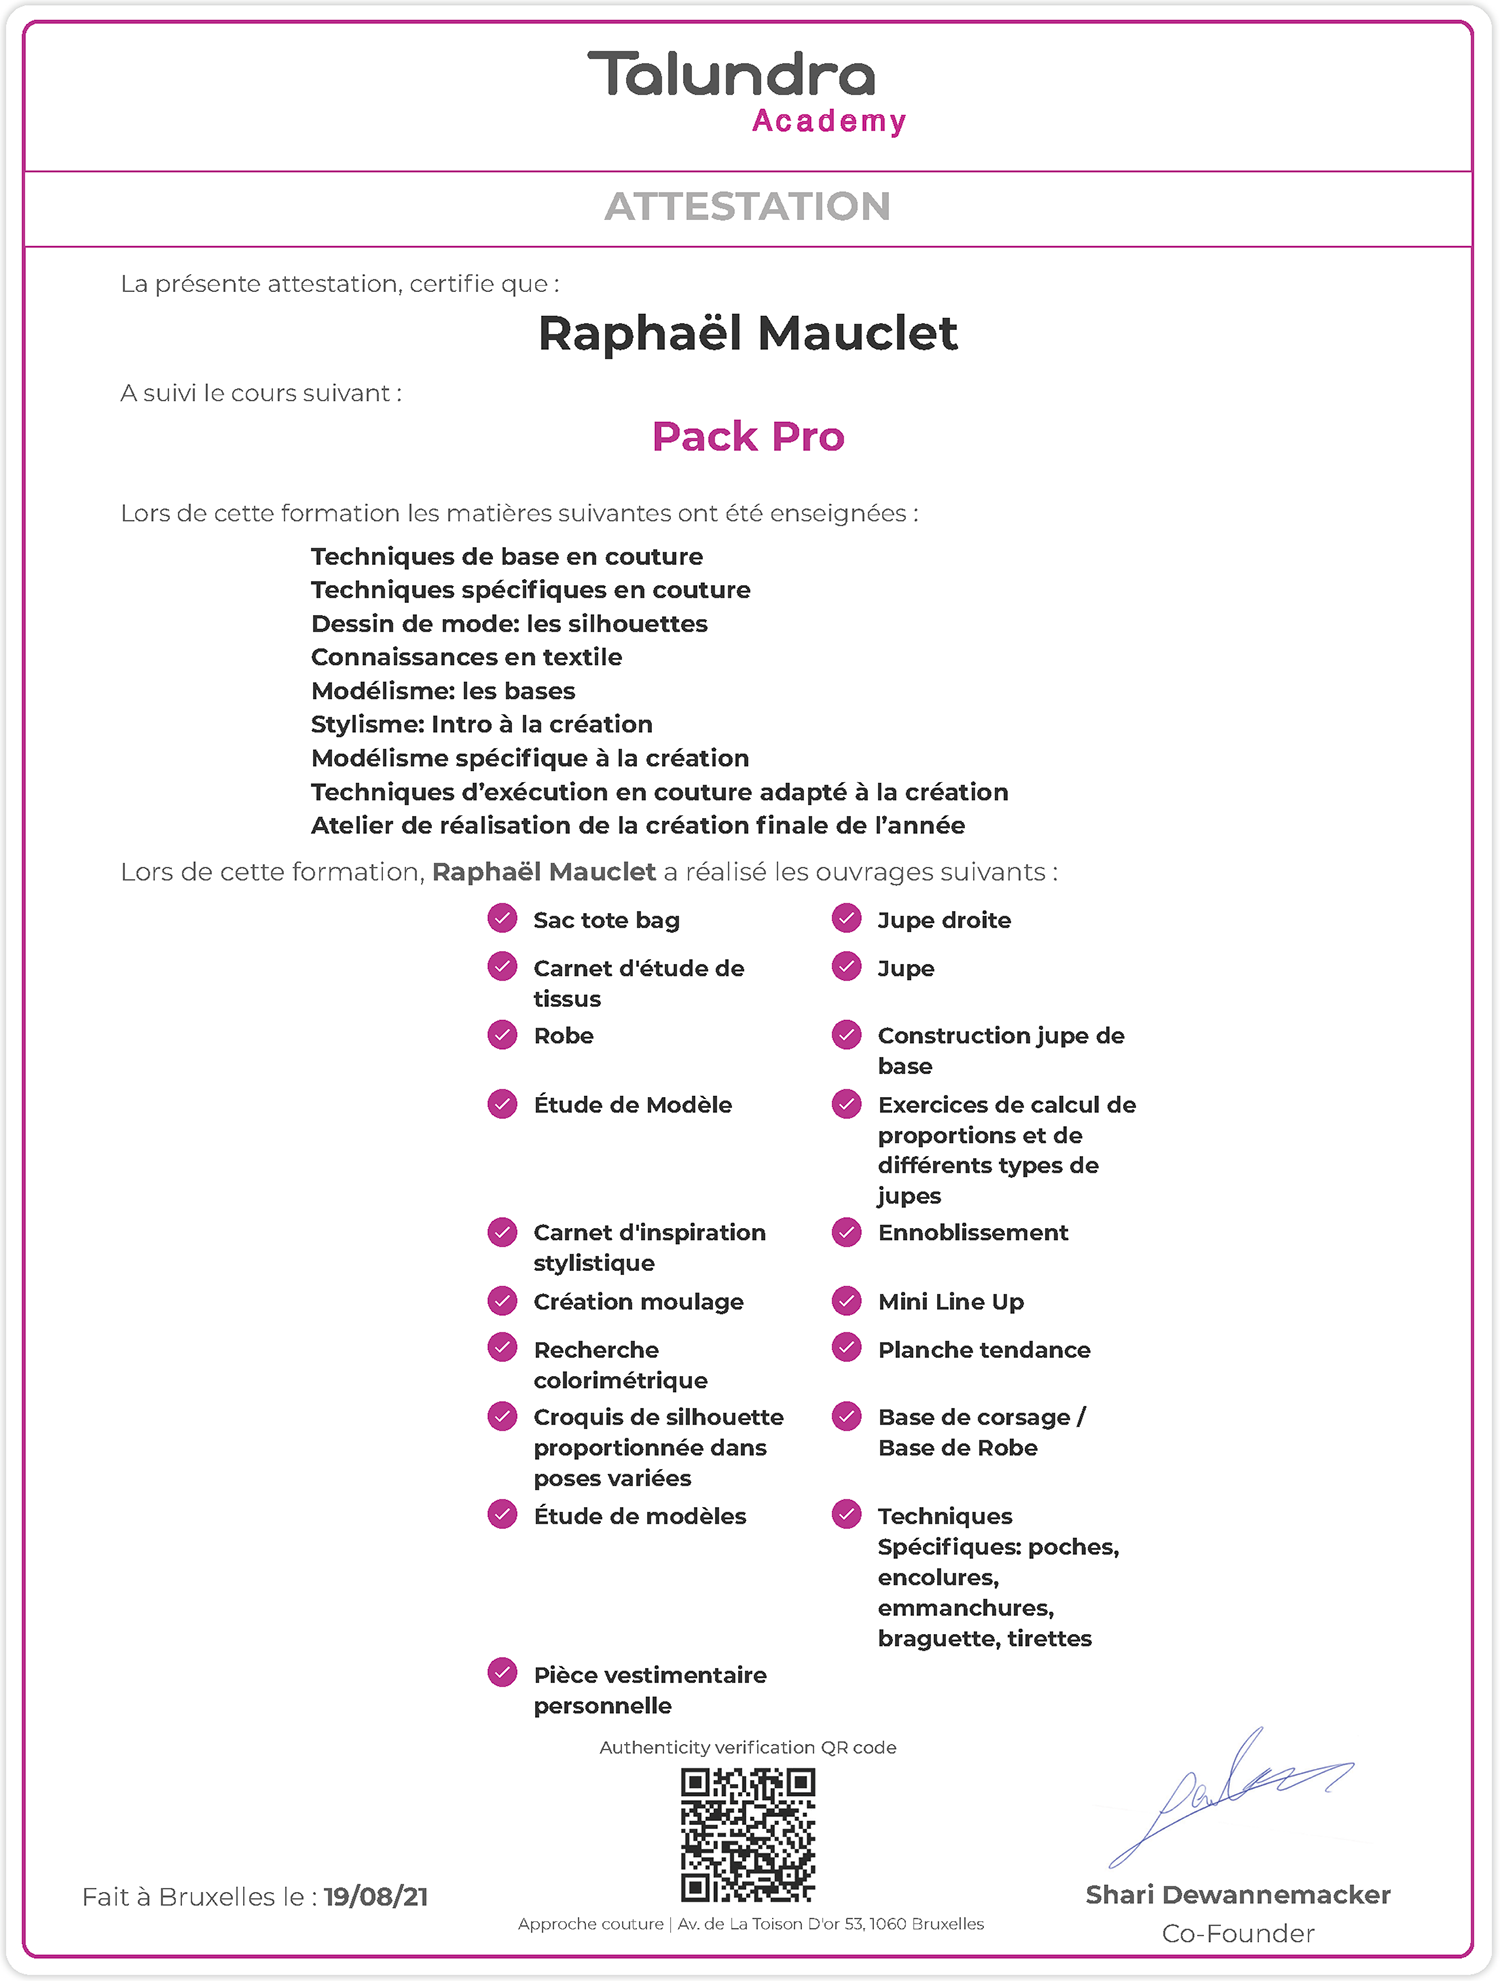 Talundra
Academy
ATTESTATION
La présente attestation, certifie que :
Raphaël Mauclet
A suivi le cours suivant :
Pack Pro
Lors de cette formation les matières suivantes ont été enseignées :
Techniques de base en couture
Techniques spécifiques en couture
Dessin de mode: les silhouettes
Connaissances en textile
Modélisme: les bases
Stylisme: Intro à la création
Modélisme spécifique à la création
Techniques d’exécution en couture adapté à la création
Atelier de réalisation de la création finale de l’année
Lors de cette formation, Raphaël Mauclet a réalisé les ouvrages suivants :
Sac tote bag
Jupe droite
Carnet d'étude de
tissus
Jupe
Robe
Construction jupe de
base
Étude de Modèle
Exercices de calcul de
proportions et de
différents types de
jupes
Carnet d'inspiration
stylistique
Ennoblissement
Création moulage
Mini Line Up
Recherche
colorimétrique
Planche tendance
Croquis de silhouette
proportionnée dans
poses variées
Base de corsage /
Base de Robe
Étude de modèles
Techniques
Spécifiques: poches,
encolures,
emmanchures,
braguette, tirettes
Pièce vestimentaire
personnelle
Authenticity verification QR code
Fait à Bruxelles le : 19/08/21
Approche couture | Av. de La Toison D'or 53, 1060 Bruxelles
Shari Dewannemacker
Co-Founder